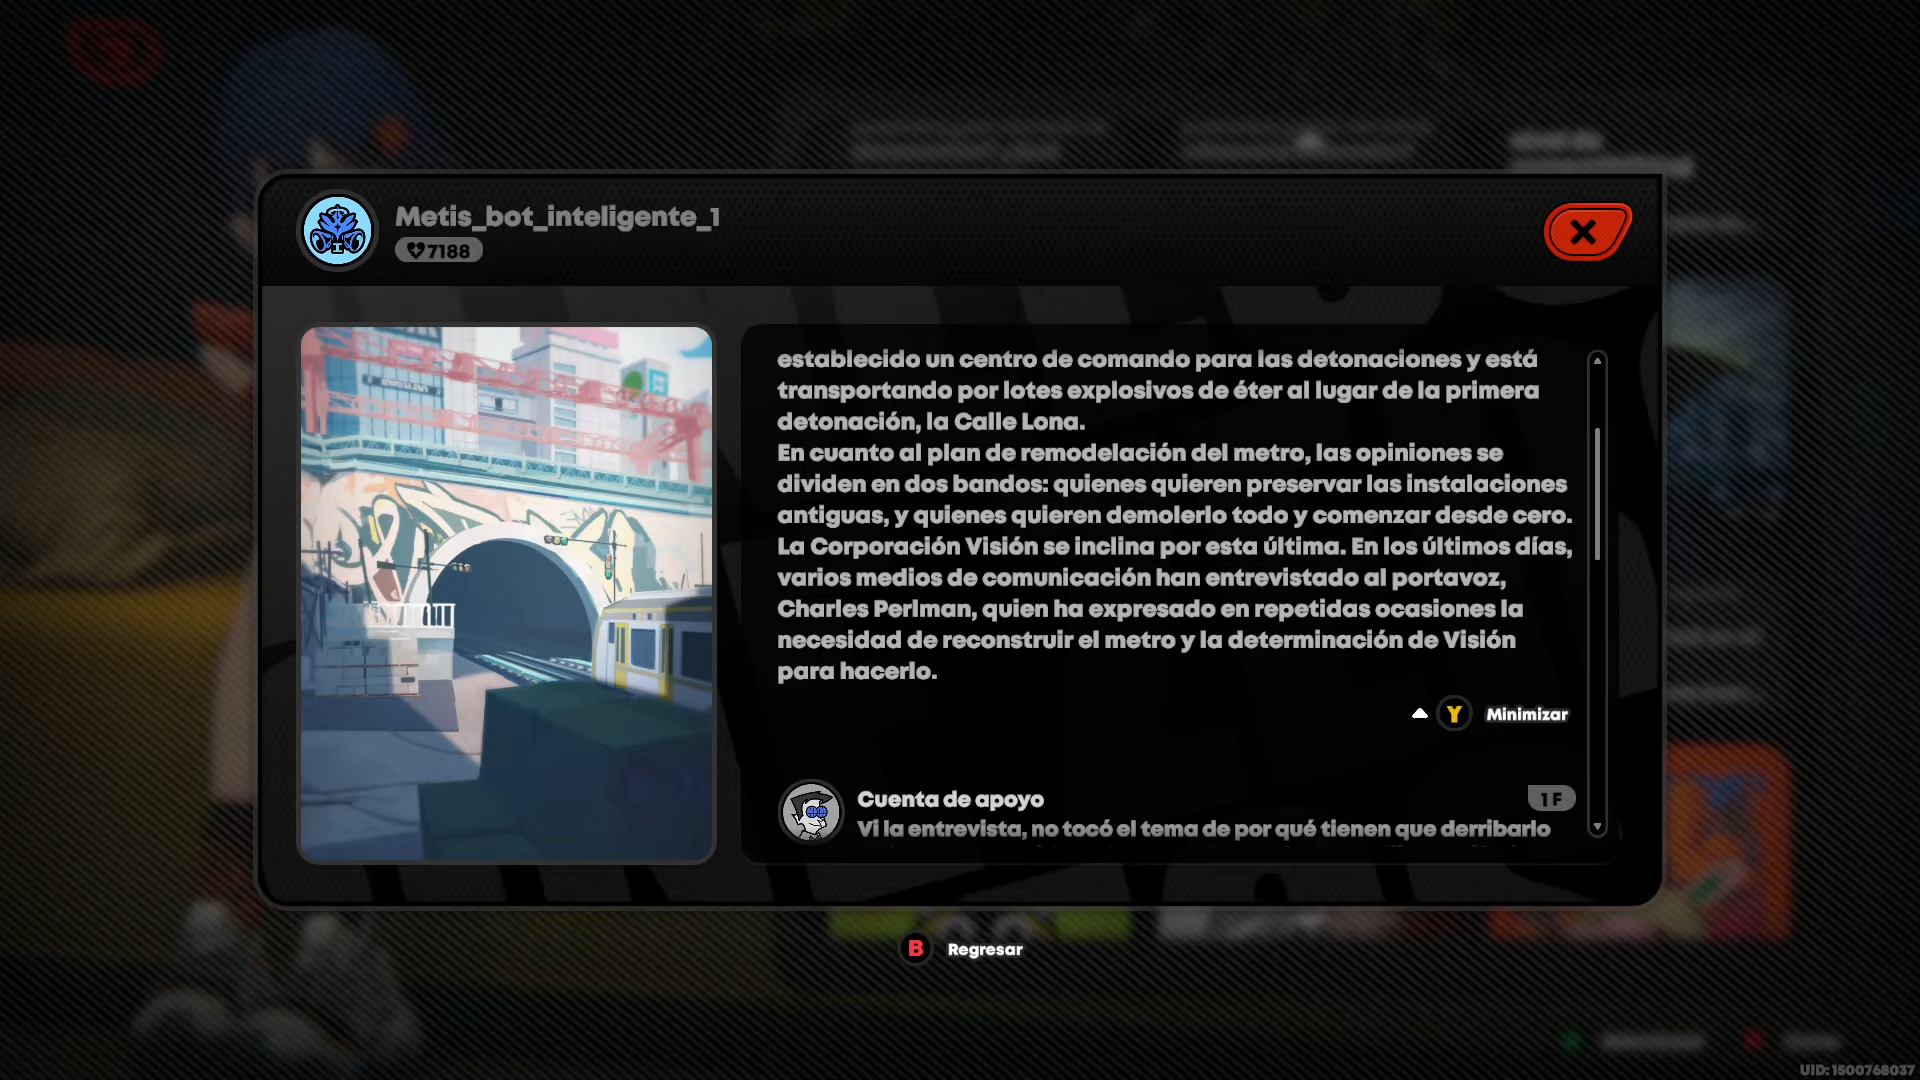 Metis_bot_inteligente_1
7188
establecido un centro de comando para las detonaciones y está
transportando por lotes explosivos de éter al lugar de la primera
detonación, la Calle Lona.
En cuanto al plan de remodelación del metro, las opiniones se
dividen en dos bandos: quienes quieren preservar las instalaciones
antiguas, y quienes quieren demolerlo todo y comenzar desde cero.
La Corporación Visión se inclina por esta última. En los últimos días,
varios medios de comunicación han entrevistado al portavoz,
Charles Perlman, quien ha expresado en repetidas ocasiones la
necesidad de reconstruir el metro y la determinación de Visión
para hacerlo.
Y Minimizar
Cuenta de apoyo
1 F
Vi la entrevista, no tocó el tema de por qué tienen que derribarlo
B Regresar
UID: 1500768037